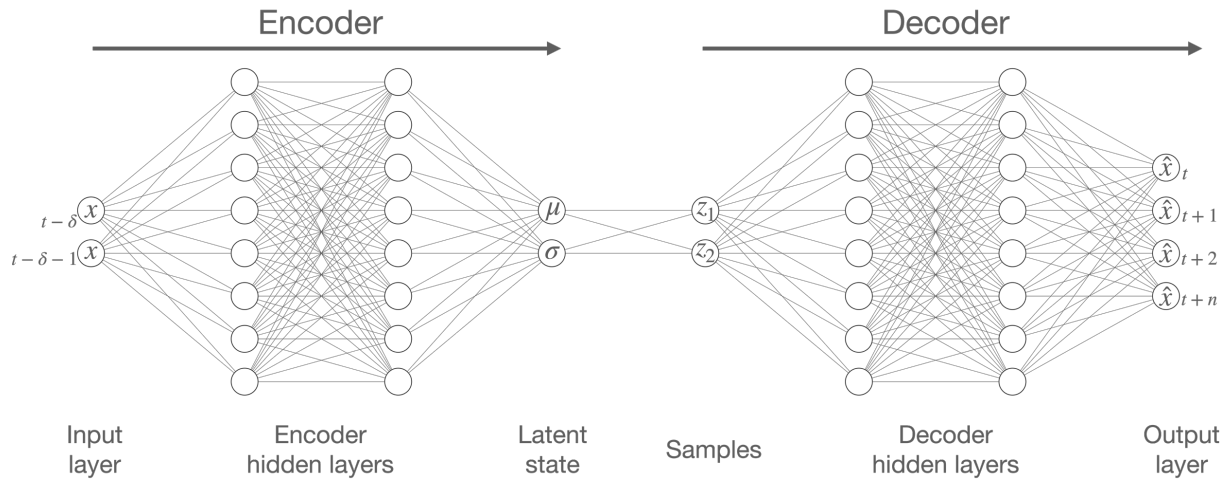 Encoder
Decoder
x t − δ
x t − δ − 1
μ
σ
z₁
z₂
x̂ t
x̂ t + 1
x̂ t + 2
x̂ t + n
Input
layer
Encoder
hidden layers
Latent
state
Samples
Decoder
hidden layers
Output
layer